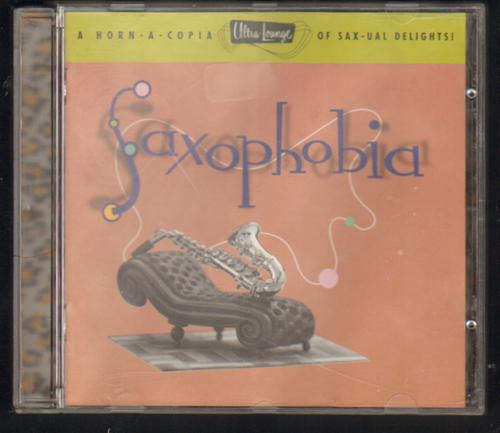 A HORN-A-COPIA Ultra-Lounge OF SAX-UAL DELIGHTS!
Saxophobia